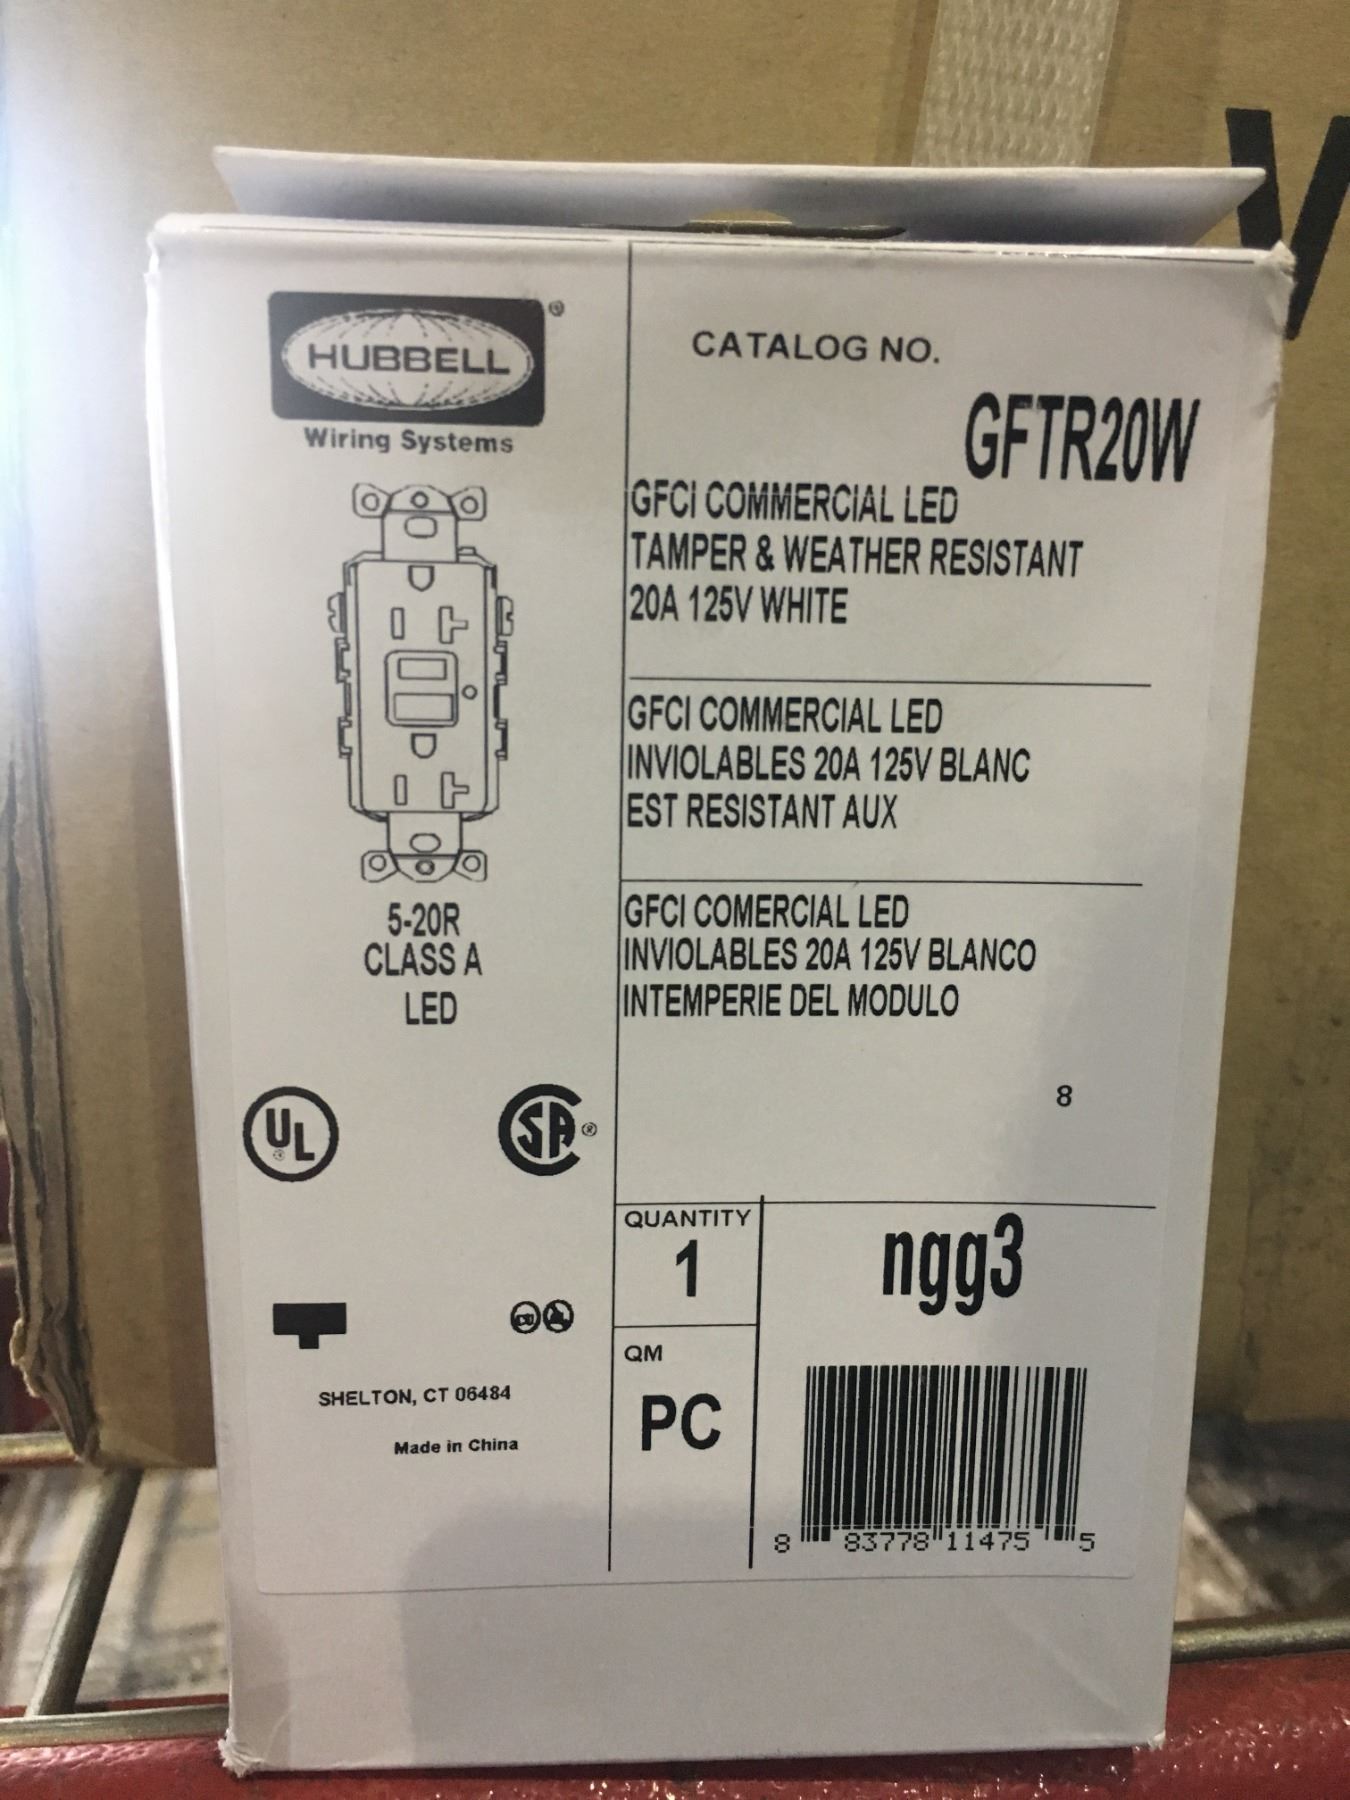 HUBBELL ®
Wiring Systems
5-20R
CLASS A
LED
UL ®
SA ®
SHELTON, CT 06484
Made in China
CATALOG NO.
GFTR20W
GFCI COMMERCIAL LED
TAMPER & WEATHER RESISTANT
20A 125V WHITE
GFCI COMMERCIAL LED
INVIOLABLES 20A 125V BLANC
EST RESISTANT AUX
GFCI COMERCIAL LED
INVIOLABLES 20A 125V BLANCO
INTEMPERIE DEL MODULO
8
QUANTITY
1
QM
PC
ngg3
8 83778 11475 5